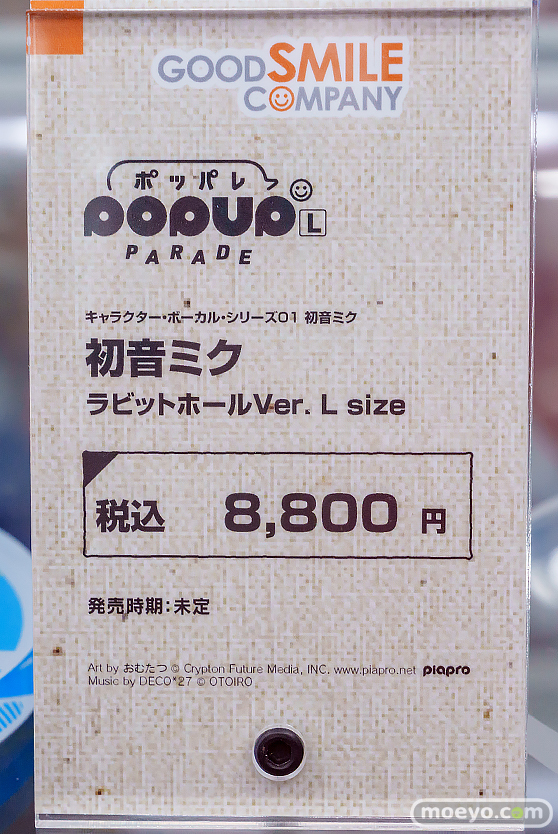 GOOD SMILE
COMPANY
ポッパレ
POPUP L
PARADE
キャラクター・ボーカル・シリーズ01 初音ミク
初音ミク
ラビットホールVer. L size
税込 8,800 円
発売時期：未定
Art by おむたつ © Crypton Future Media, INC. www.piapro.net piapro
Music by DECO*27 © OTOIRO
moeyo.com